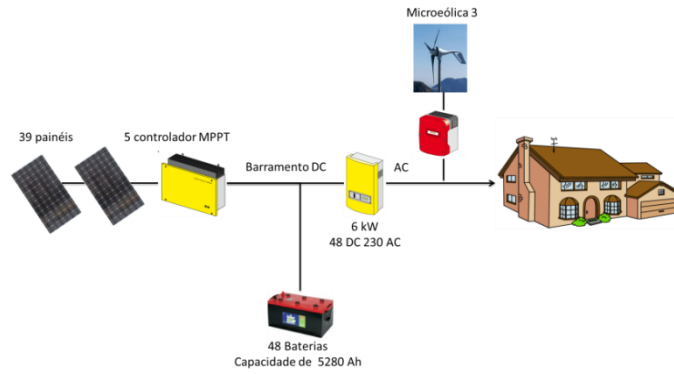 Microeólica 3
39 painéis
5 controlador MPPT
Barramento DC
AC
6 kW
48 DC 230 AC
48 Baterias
Capacidade de 5280 Ah